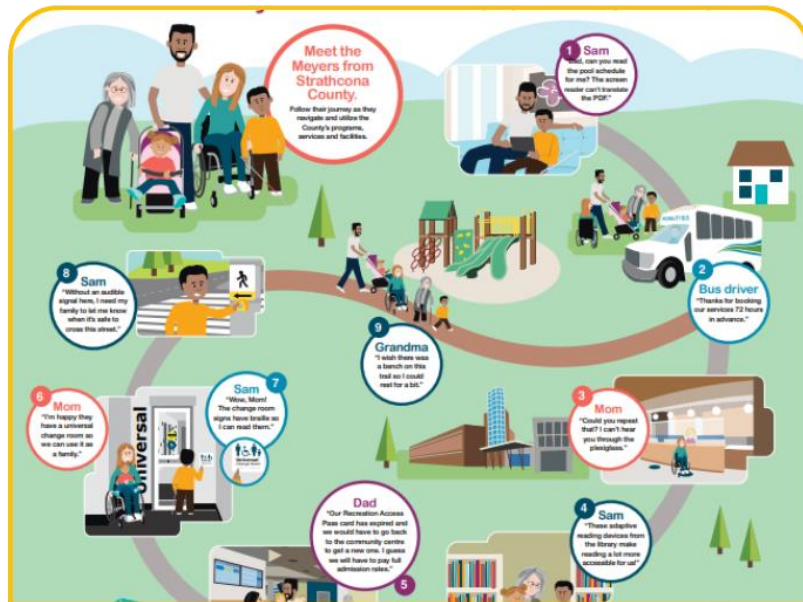 Meet the
Meyers from
Strathcona
County.
Follow their journey as they
navigate and utilize the
County's programs,
services and facilities.
1
Sam
"Dad, can you read
the pool schedule
for me? The screen
reader can't translate
the PDF."
2
Bus driver
"Thanks for booking
our services 72 hours
in advance."
8
Sam
"Without an audible
signal here, I need my
family to let me know
when it's safe to
cross this street."
9
Grandma
"I wish there was
a bench on this
trail so I could
rest for a bit."
6
Mom
"I'm happy they
have a universal
change room so
we can use it as
a family."
Universal
7
Sam
"Wow, Mom!
The change room
signs have braille so
I can read them."
Universal
3
Mom
"Could you repeat
that? I can't hear
you through the
plexiglass."
Dad
"Our Recreation Access
Pass card has expired and
we would have to go back
to the community centre
to get a new one. I guess
we will have to pay full
admission rates."
5
4
Sam
"These adaptive
reading devices from
the library make
reading a lot more
accessible for us!"